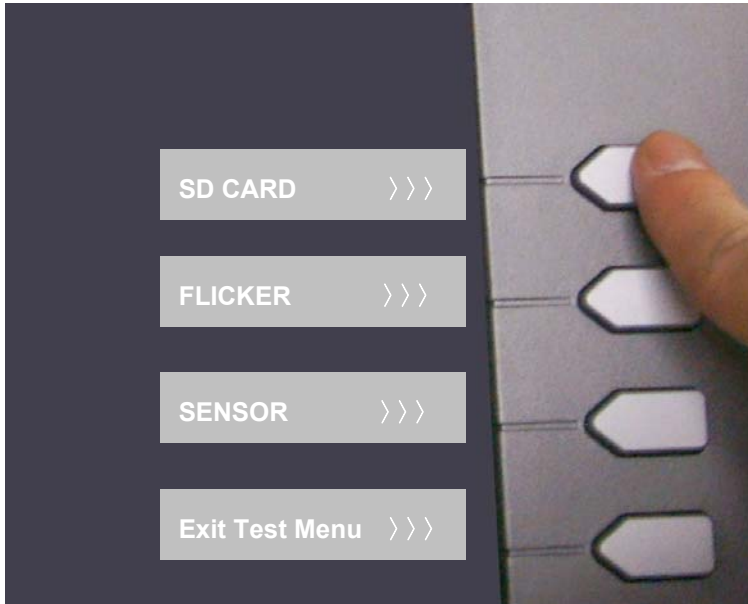 SD CARD 〉〉〉
FLICKER 〉〉〉
SENSOR 〉〉〉
Exit Test Menu 〉〉〉